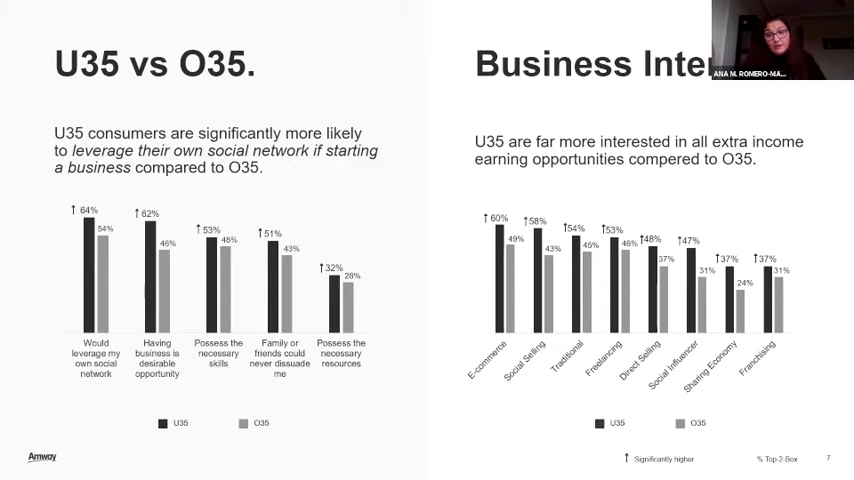 U35 vs O35.
U35 consumers are significantly more likely
to leverage their own social network if starting
a business compared to O35.
↑ 64%
54%
↑ 62%
46%
↑ 53%
48%
↑ 51%
43%
↑ 32%
28%
Would
leverage my
own social
network
Having
business is
desirable
opportunity
Possess the
necessary
skills
Family or
friends could
never dissuade
me
Possess the
necessary
resources
U35
O35
Amway
Business Inter
ANA M. ROMERO-MA...
U35 are far more interested in all extra income
earning opportunities compered to O35.
↑ 60%
49%
↑58%
43%
↑54%
45%
↑53%
46%
↑48%
37%
↑47%
31%
↑37%
24%
↑37%
31%
E-commerce
Social Selling
Traditional
Freelancing
Direct Selling
Social Influencer
Sharing Economy
Franchising
U35
O35
↑ Significantly higher
% Top-2-Box
7